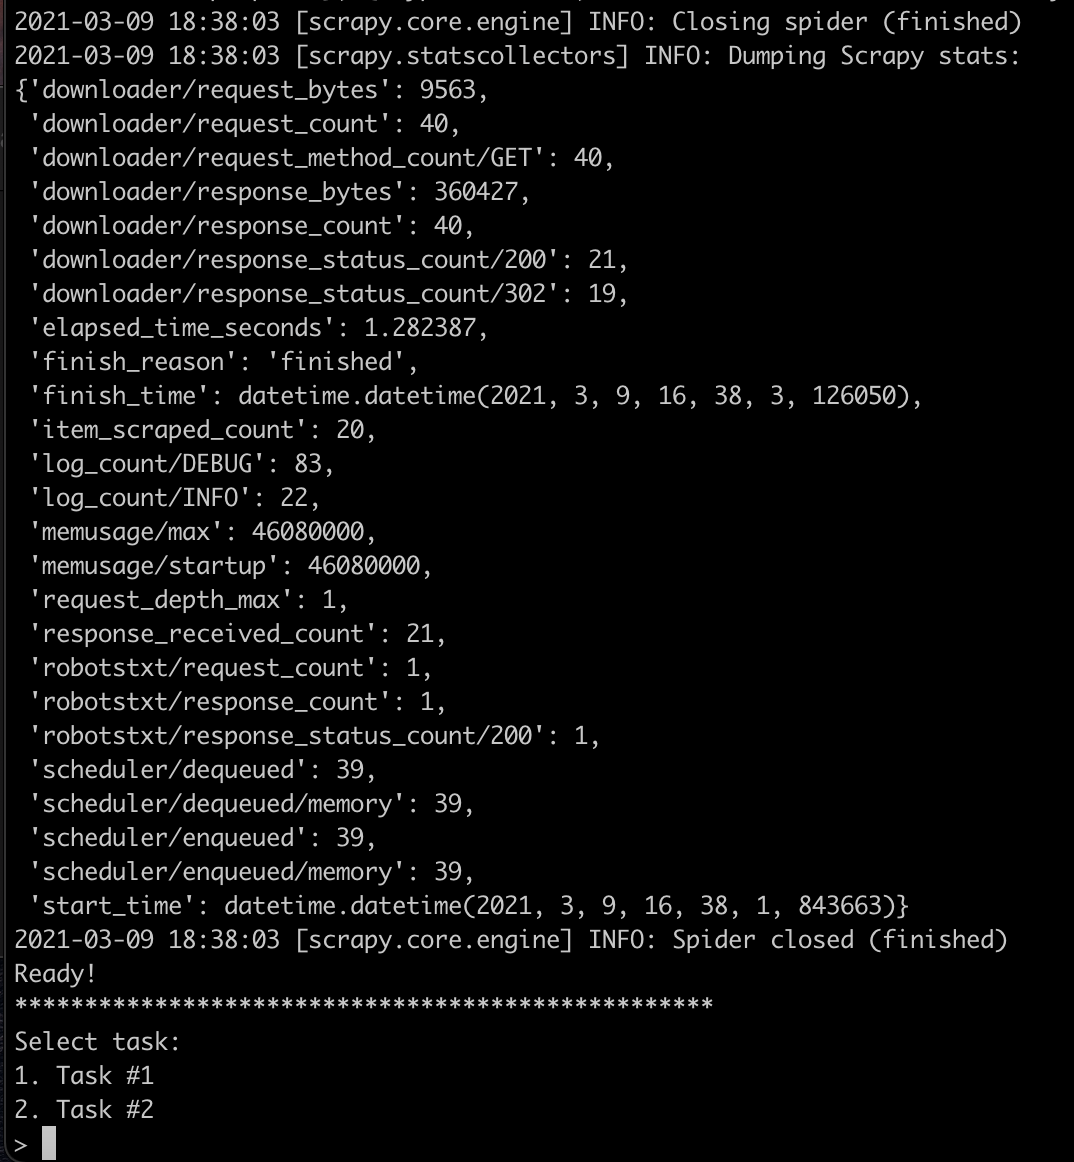 2021-03-09 18:38:03 [scrapy.core.engine] INFO: Closing spider (finished)
2021-03-09 18:38:03 [scrapy.statscollectors] INFO: Dumping Scrapy stats:
{'downloader/request_bytes': 9563,
 'downloader/request_count': 40,
 'downloader/request_method_count/GET': 40,
 'downloader/response_bytes': 360427,
 'downloader/response_count': 40,
 'downloader/response_status_count/200': 21,
 'downloader/response_status_count/302': 19,
 'elapsed_time_seconds': 1.282387,
 'finish_reason': 'finished',
 'finish_time': datetime.datetime(2021, 3, 9, 16, 38, 3, 126050),
 'item_scraped_count': 20,
 'log_count/DEBUG': 83,
 'log_count/INFO': 22,
 'memusage/max': 46080000,
 'memusage/startup': 46080000,
 'request_depth_max': 1,
 'response_received_count': 21,
 'robotstxt/request_count': 1,
 'robotstxt/response_count': 1,
 'robotstxt/response_status_count/200': 1,
 'scheduler/dequeued': 39,
 'scheduler/dequeued/memory': 39,
 'scheduler/enqueued': 39,
 'scheduler/enqueued/memory': 39,
 'start_time': datetime.datetime(2021, 3, 9, 16, 38, 1, 843663)}
2021-03-09 18:38:03 [scrapy.core.engine] INFO: Spider closed (finished)
Ready!
**************************************************
Select task:
1. Task #1
2. Task #2
>